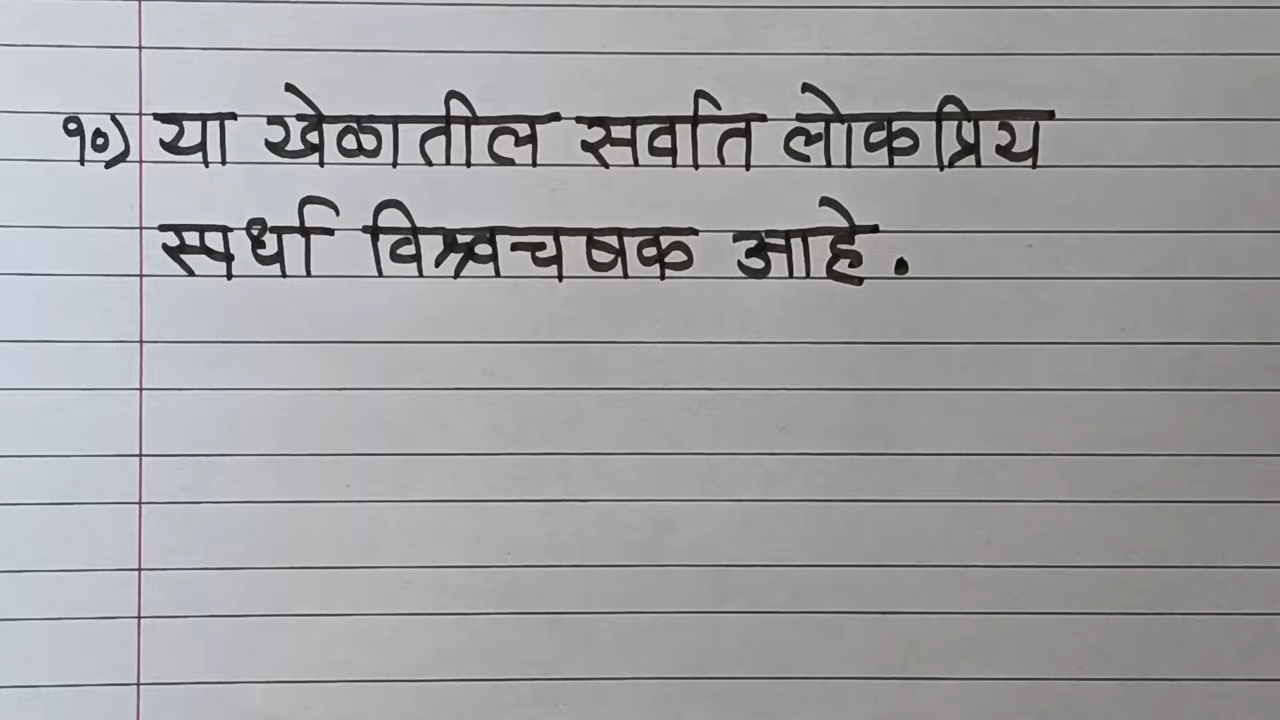 १०) या खेळातील सर्वात लोकप्रिय
स्पर्धा विश्वचषक आहे.